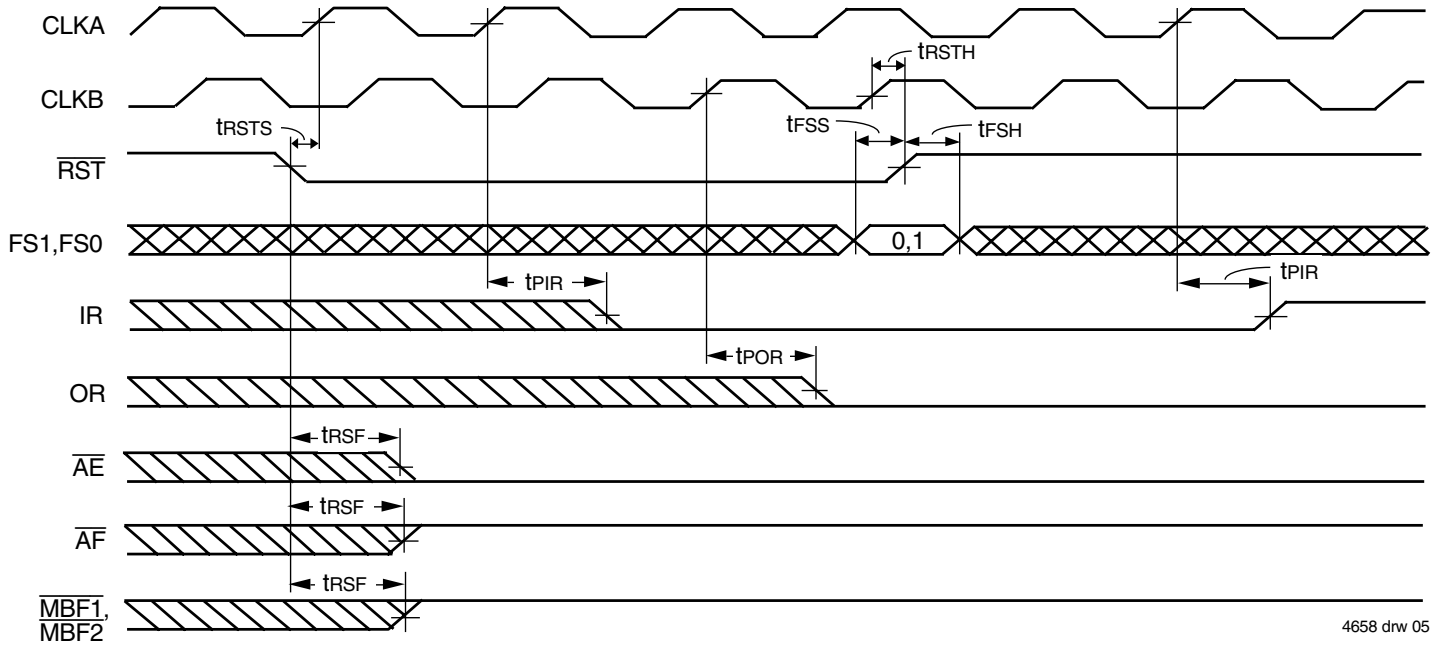 CLKA
tRSTH
CLKB
tRSTS
tFSS
tFSH
RST
FS1,FS0
0,1
tPIR
tPIR
IR
tPOR
OR
tRSF
AE
tRSF
AF
tRSF
MBF1,
MBF2
4658 drw 05